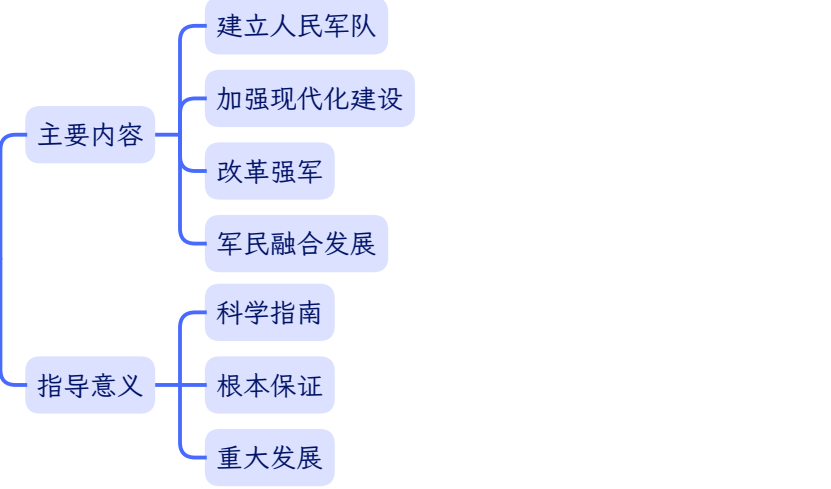 建立人民军队
加强现代化建设
主要内容
改革强军
军民融合发展
科学指南
指导意义
根本保证
重大发展